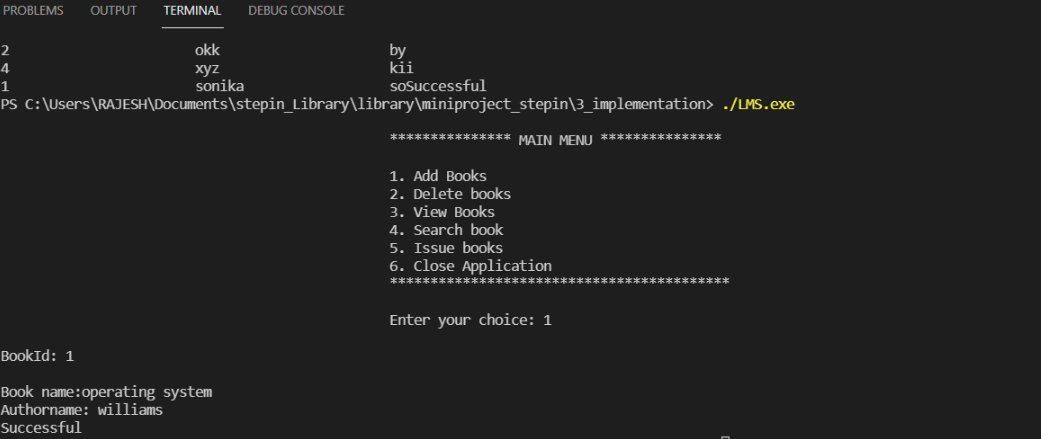 PROBLEMS OUTPUT TERMINAL DEBUG CONSOLE
2 okk by
4 xyz kii
1 sonika soSuccessful
PS C:\Users\RAJESH\Documents\stepin_Library\library\miniproject_stepin\3_implementation> ./LMS.exe
*************** MAIN MENU ***************
1. Add Books
2. Delete books
3. View Books
4. Search book
5. Issue books
6. Close Application
******************************************
Enter your choice: 1
BookId: 1
Book name:operating system
Authorname: williams
Successful